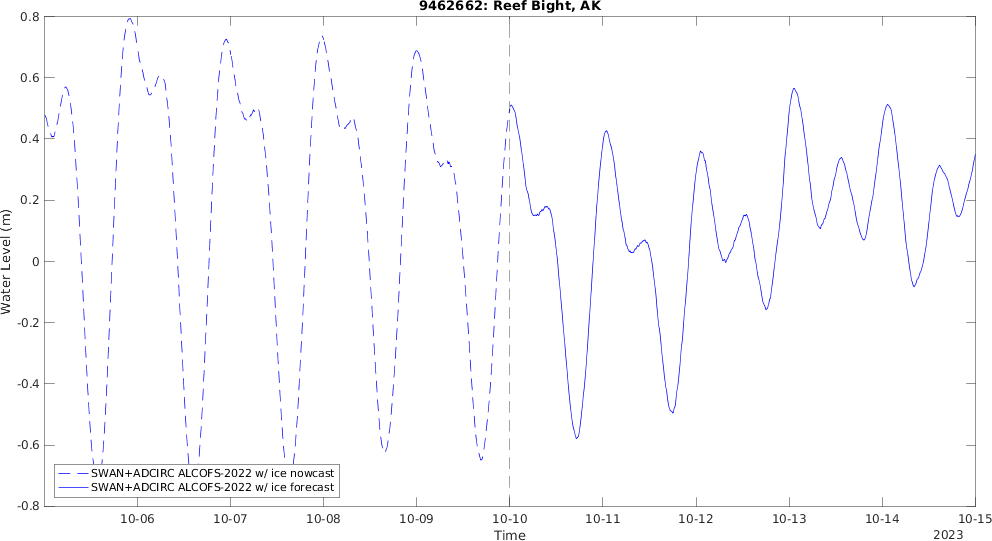 9462662: Reef Bight, AK
Water Level (m)
0.8
0.6
0.4
0.2
0
-0.2
-0.4
-0.6
-0.8
SWAN+ADCIRC ALCOFS-2022 w/ ice nowcast
SWAN+ADCIRC ALCOFS-2022 w/ ice forecast
10-06 10-07 10-08 10-09 10-10 10-11 10-12 10-13 10-14 10-15
Time
2023